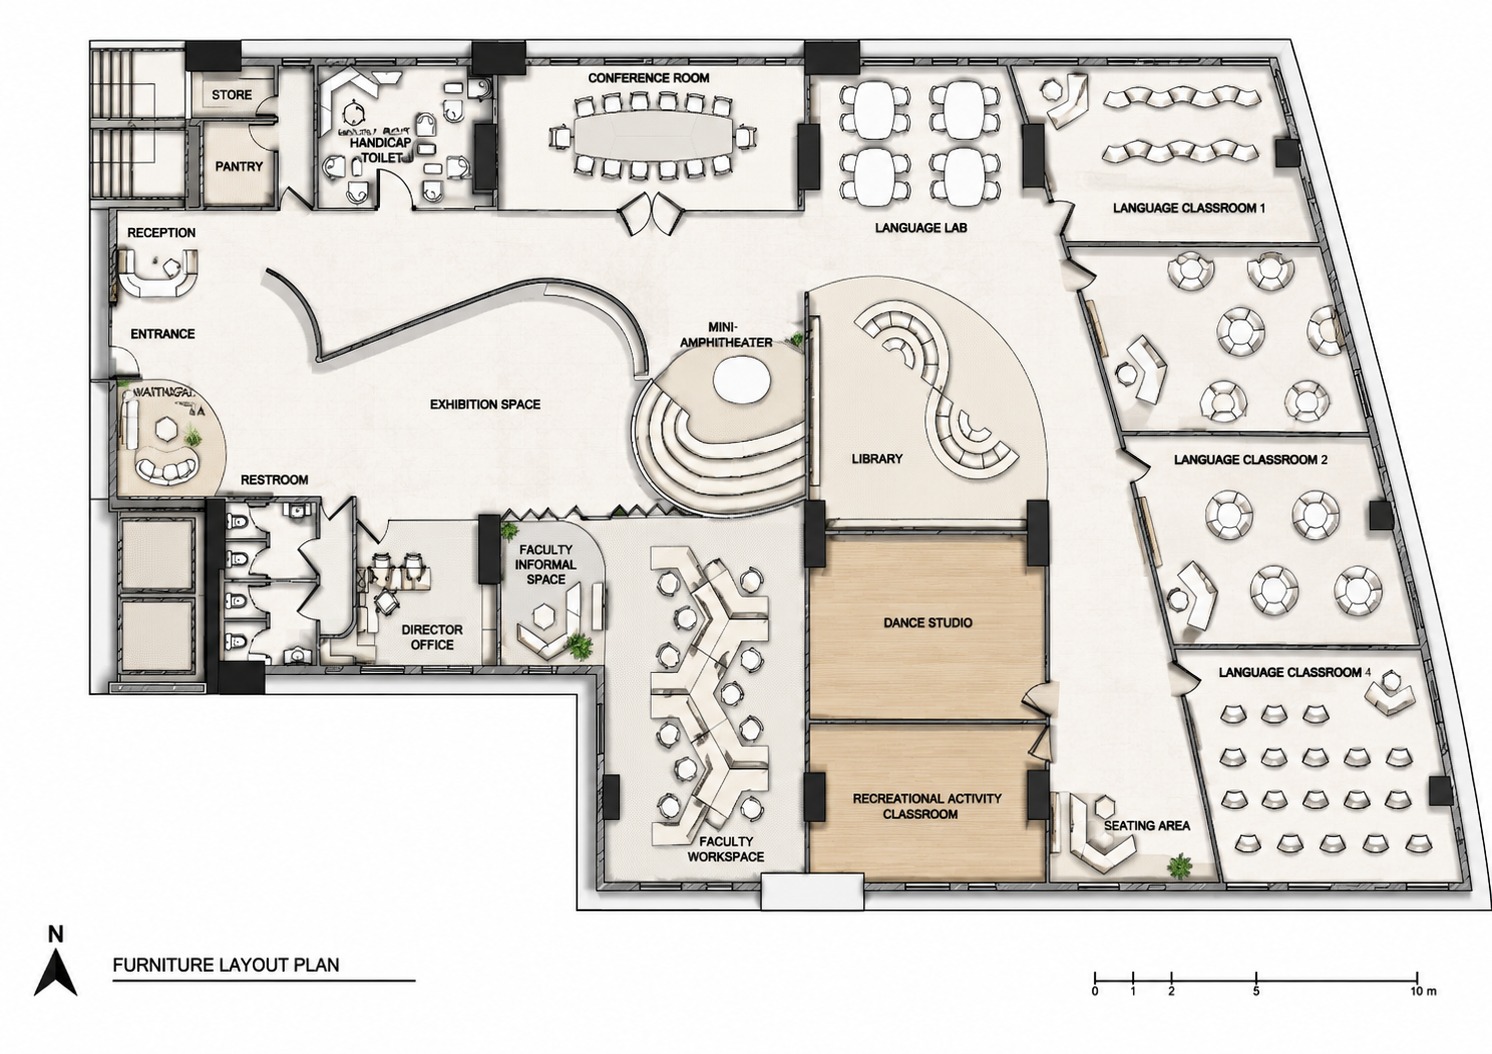 CONFERENCE ROOM
STORE
HANDICAP
TOILET
PANTRY
LANGUAGE CLASSROOM 1
LANGUAGE LAB
RECEPTION
ENTRANCE
MINI-
AMPHITHEATER
EXHIBITION SPACE
LIBRARY
LANGUAGE CLASSROOM 2
RESTROOM
FACULTY
INFORMAL
SPACE
DANCE STUDIO
DIRECTOR
OFFICE
LANGUAGE CLASSROOM 4
RECREATIONAL ACTIVITY
CLASSROOM
SEATING AREA
FACULTY
WORKSPACE
N
FURNITURE LAYOUT PLAN
0 1 2 5 10 m